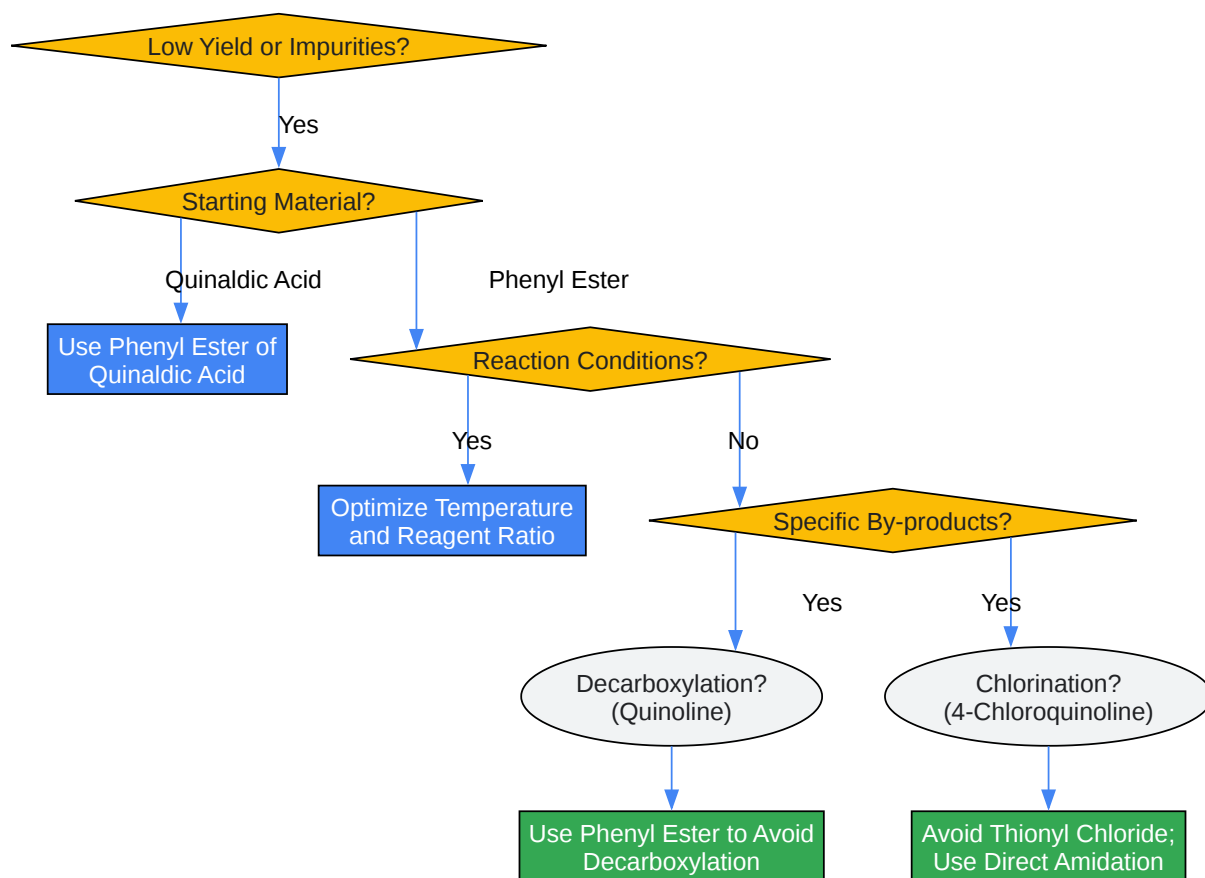 Low Yield or Impurities?
Yes
Starting Material?
Quinaldic Acid
Phenyl Ester
Use Phenyl Ester of
Quinaldic Acid
Reaction Conditions?
Yes
No
Optimize Temperature
and Reagent Ratio
Specific By-products?
Yes
Yes
Decarboxylation?
(Quinoline)
Chlorination?
(4-Chloroquinoline)
Use Phenyl Ester to Avoid
Decarboxylation
Avoid Thionyl Chloride;
Use Direct Amidation